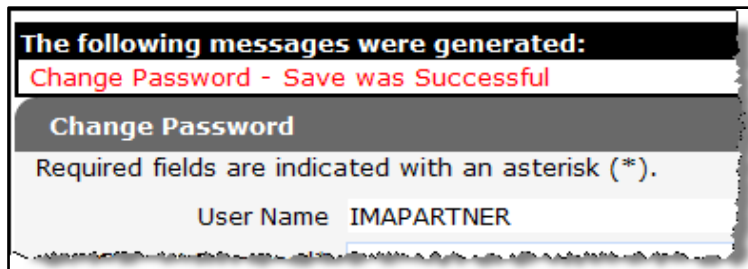 The following messages were generated:
Change Password - Save was Successful
Change Password
Required fields are indicated with an asterisk (*).
User Name IMAPARTNER